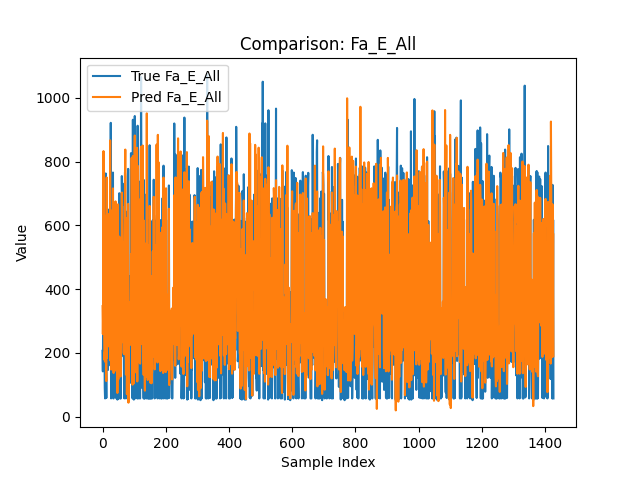 Comparison: Fa_E_All
True Fa_E_All
Pred Fa_E_All
1000
800
600
400
200
0
Value
0 200 400 600 800 1000 1200 1400
Sample Index